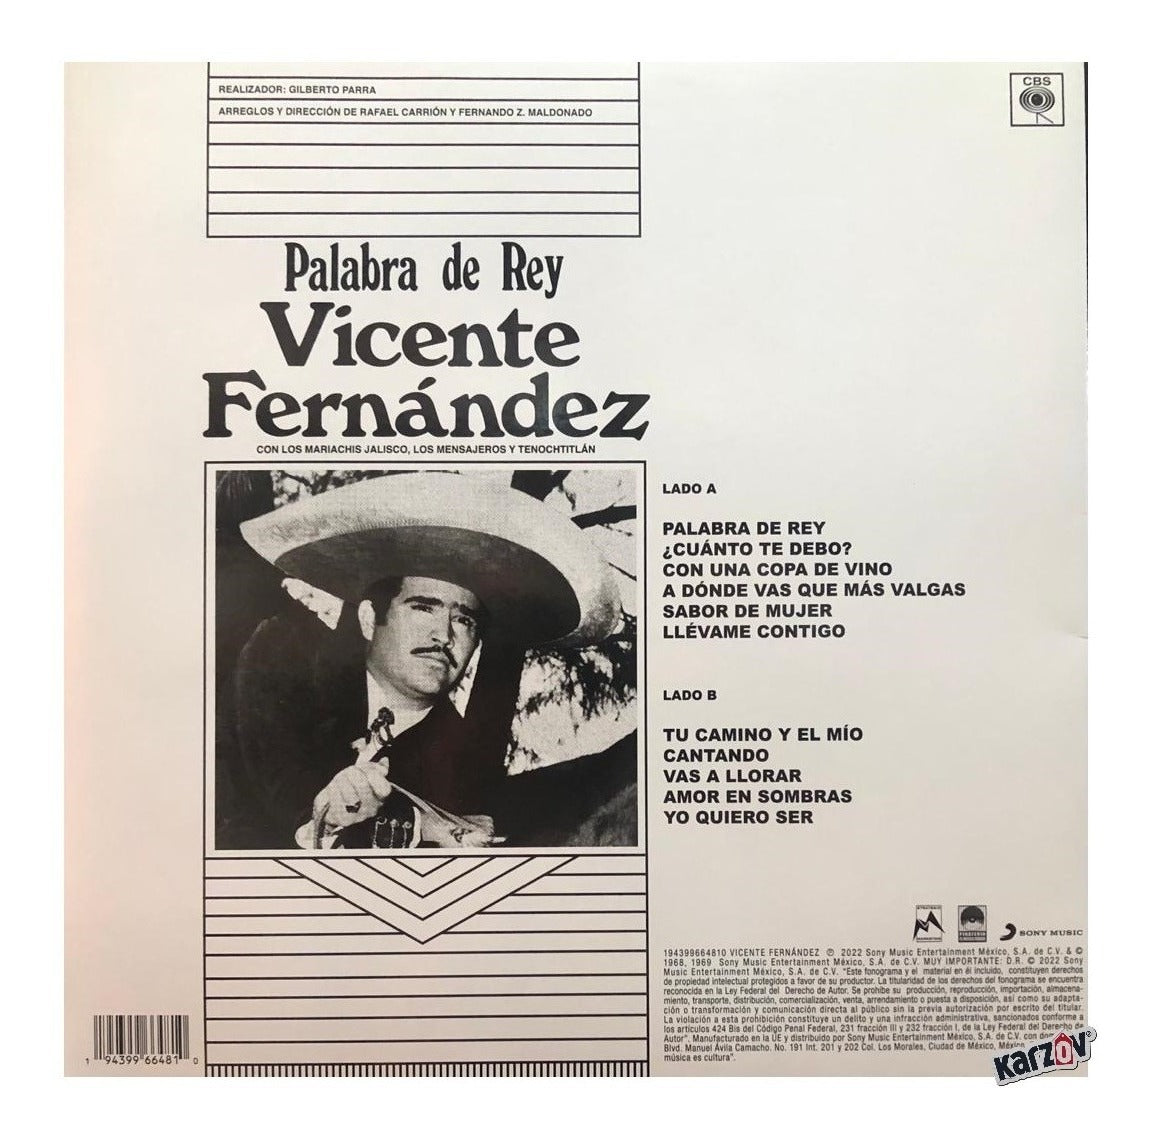 REALIZADOR: GILBERTO PARRA
ARREGLOS Y DIRECCIÓN DE RAFAEL CARRIÓN Y FERNANDO Z. MALDONADO
CBS
Palabra de Rey
Vicente
Fernández
CON LOS MARIACHIS JALISCO, LOS MENSAJEROS Y TENOCHTITLÁN
LADO A
PALABRA DE REY
¿CUÁNTO TE DEBO?
CON UNA COPA DE VINO
A DÓNDE VAS QUE MÁS VALGAS
SABOR DE MUJER
LLÉVAME CONTIGO
LADO B
TU CAMINO Y EL MÍO
CANTANDO
VAS A LLORAR
AMOR EN SOMBRAS
YO QUIERO SER
SONY MUSIC
194399664810 VICENTE FERNÁNDEZ ℗ 2022 Sony Music Entertainment México, S.A. de C.V. & ©
1968, 1969 Sony Music Entertainment México, S.A. de C.V. MUY IMPORTANTE: D.R. © 2022 Sony
Music Entertainment México, S.A. de C.V. "Este fonograma y el material en él incluido, constituyen derechos
de propiedad intelectual protegidos a favor de su productor. La titularidad de los derechos del fonograma se encuentra
reconocida en la Ley Federal del Derecho de Autor. Se prohíbe su producción, reproducción, importación, almacena-
miento, transporte, distribución, comercialización, venta, arrendamiento o puesta a disposición, así como su adapta-
ción o transformación y comunicación directa al público sin la previa autorización por escrito del titular.
La violación a esta prohibición constituye un delito y una infracción administrativa, sancionados conforme a
los artículos 424 Bis del Código Penal Federal, 231 fracción III y 232 fracción I, de la Ley Federal del Derecho de
Autor". Manufacturado en la UE y distribuido por Sony Music Entertainment México, S.A. de C.V. con
Blvd. Manuel Ávila Camacho. No. 191 Int. 201 y 202 Col. Los Morales, Ciudad de México,
música es cultura".
1 94399 66481 0
Karzov